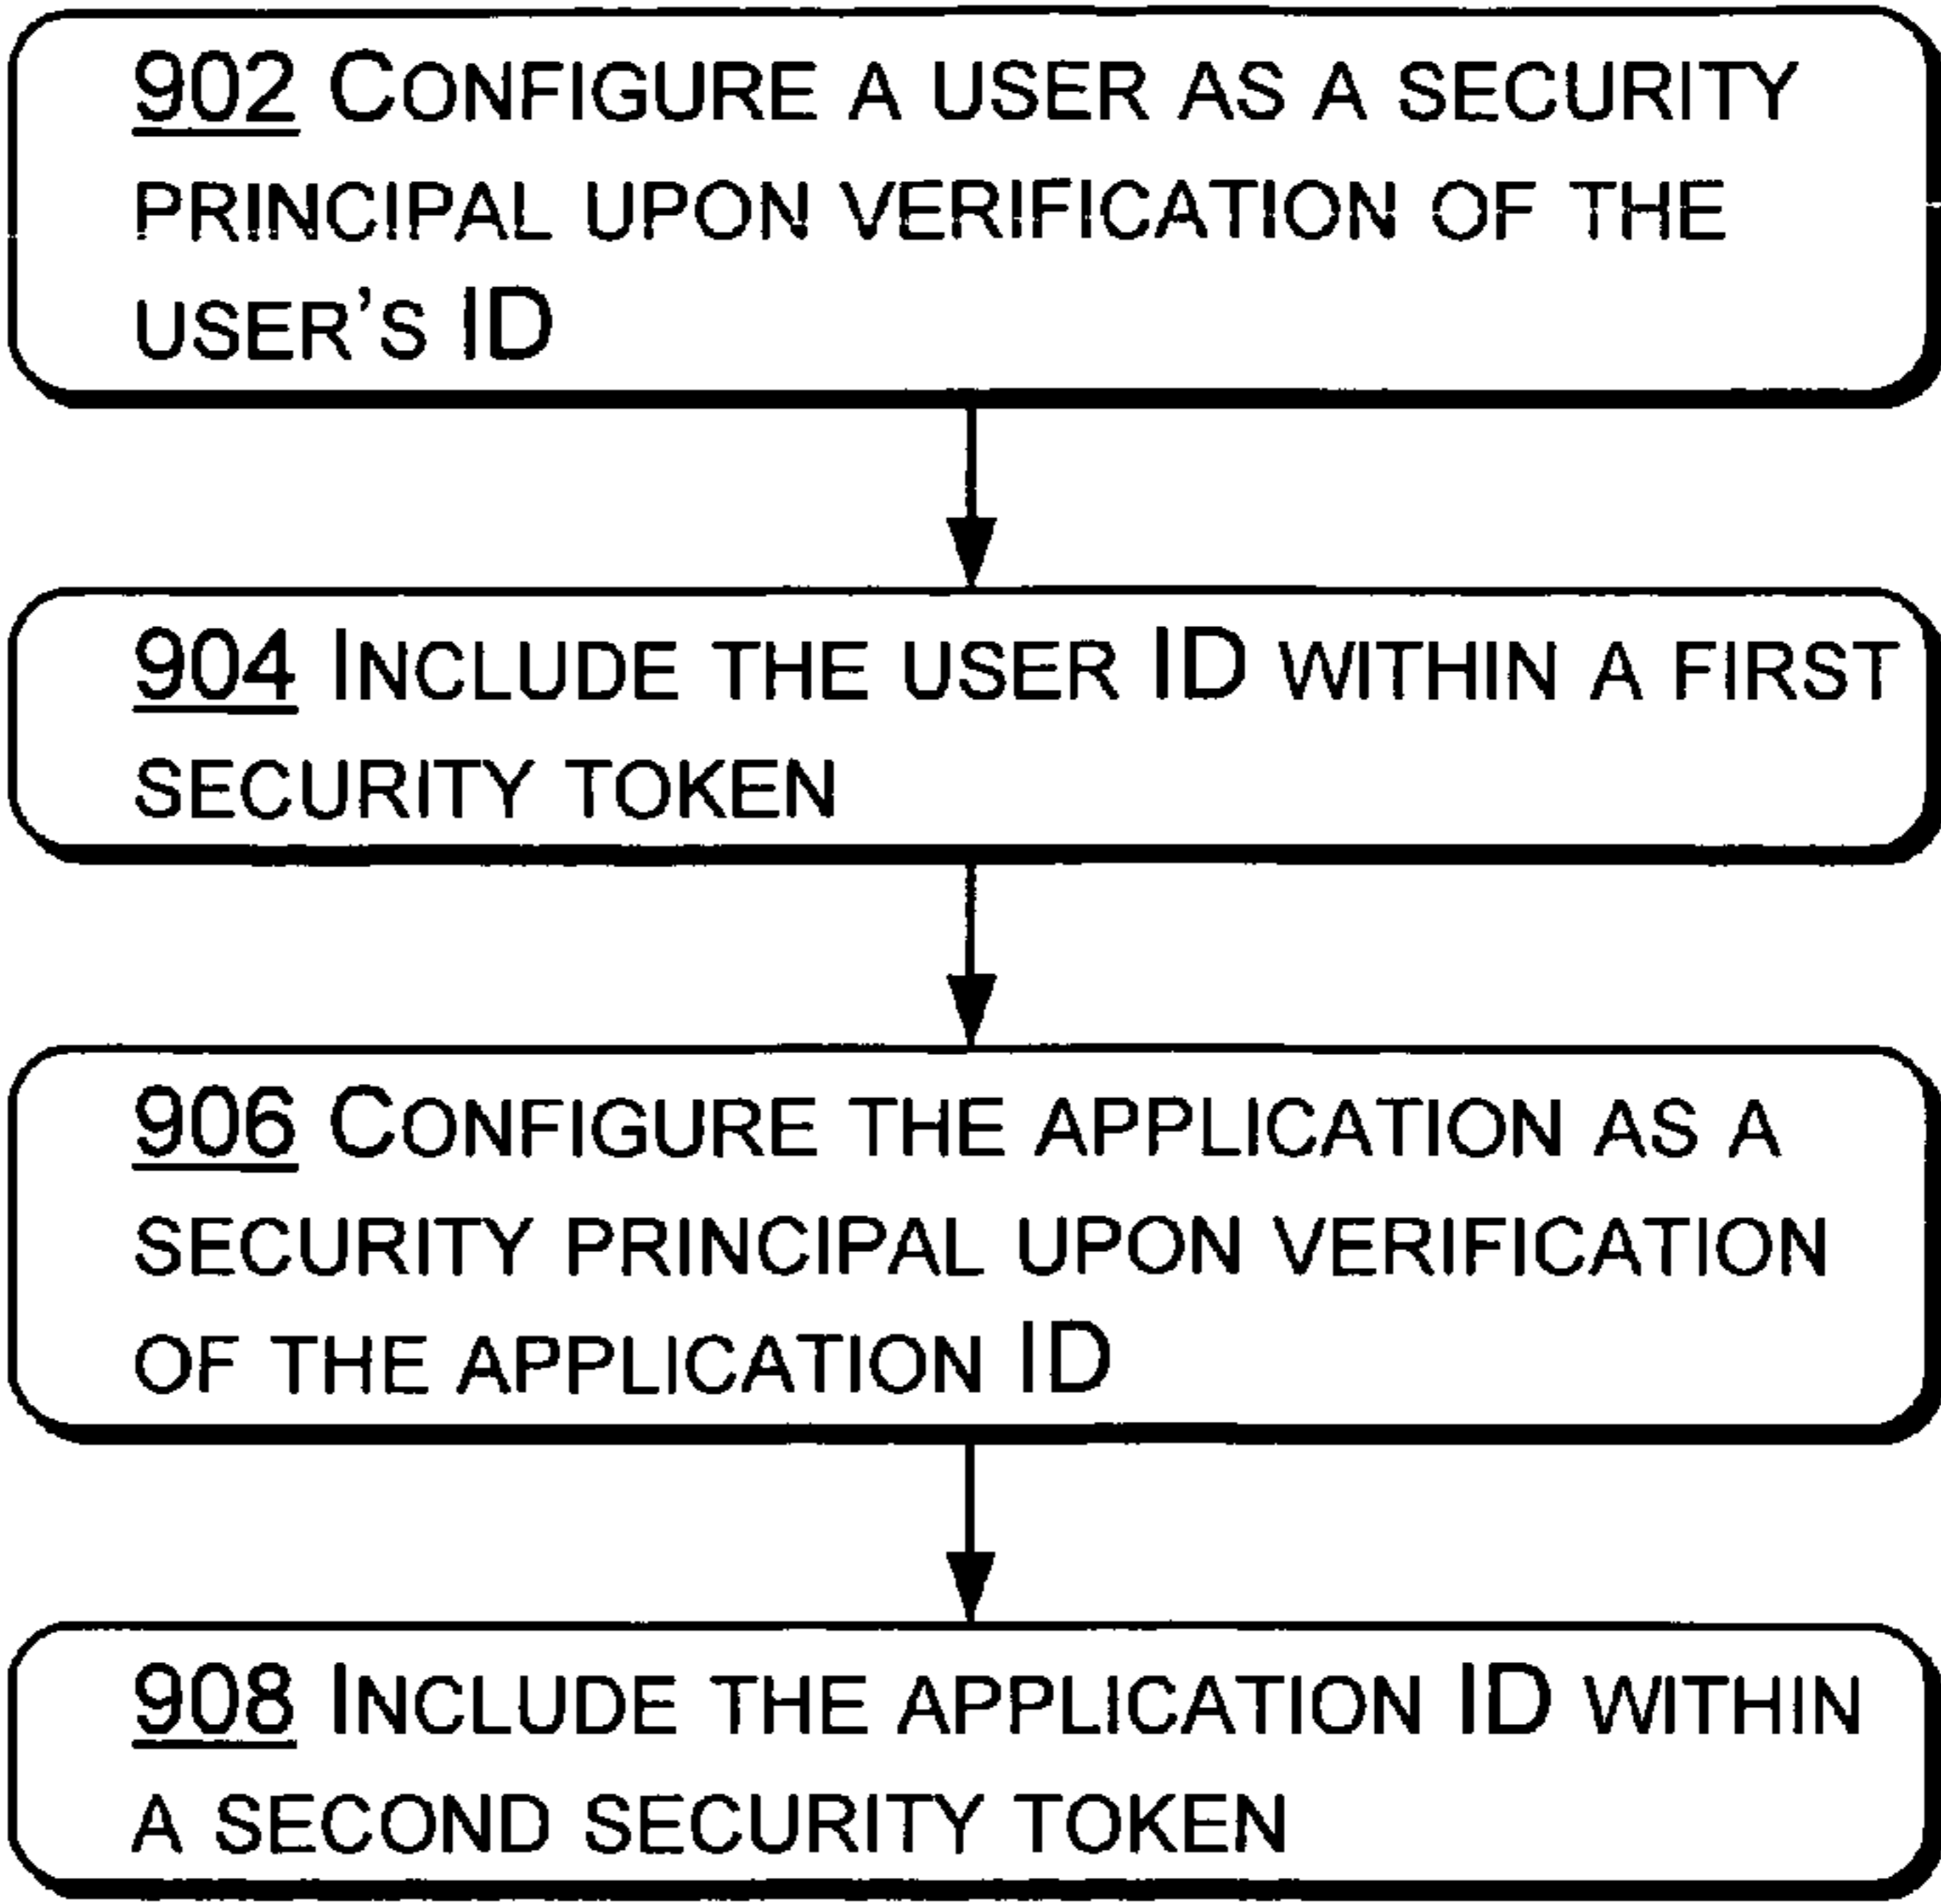 902 CONFIGURE A USER AS A SECURITY
PRINCIPAL UPON VERIFICATION OF THE
USER'S ID
904 INCLUDE THE USER ID WITHIN A FIRST
SECURITY TOKEN
906 CONFIGURE THE APPLICATION AS A
SECURITY PRINCIPAL UPON VERIFICATION
OF THE APPLICATION ID
908 INCLUDE THE APPLICATION ID WITHIN
A SECOND SECURITY TOKEN